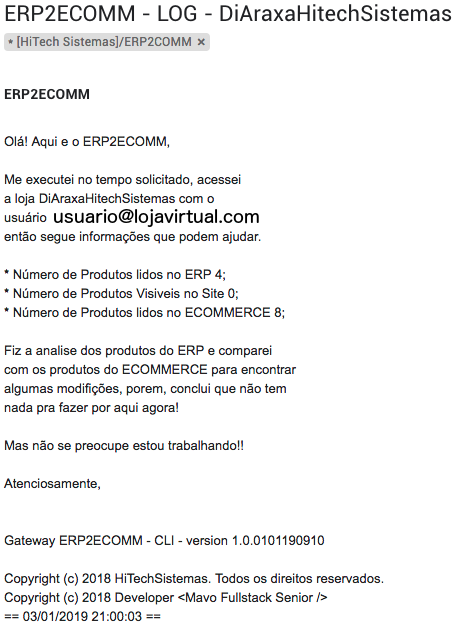 ERP2ECOMM - LOG - DiAraxaHitechSistemas
* [HiTech Sistemas]/ERP2COMM ×
ERP2ECOMM
Olá! Aqui e o ERP2ECOMM,
Me executei no tempo solicitado, acessei
a loja DiAraxaHitechSistemas com o
usuário usuario@lojavirtual.com
então segue informações que podem ajudar.
* Número de Produtos lidos no ERP 4;
* Número de Produtos Visiveis no Site 0;
* Número de Produtos lidos no ECOMMERCE 8;
Fiz a analise dos produtos do ERP e comparei
com os produtos do ECOMMERCE para encontrar
algumas modifições, porem, conclui que não tem
nada pra fazer por aqui agora!
Mas não se preocupe estou trabalhando!!
Atenciosamente,
Gateway ERP2ECOMM - CLI - version 1.0.0101190910
Copyright (c) 2018 HiTechSistemas. Todos os direitos reservados.
Copyright (c) 2018 Developer <Mavo Fullstack Senior />
== 03/01/2019 21:00:03 ==